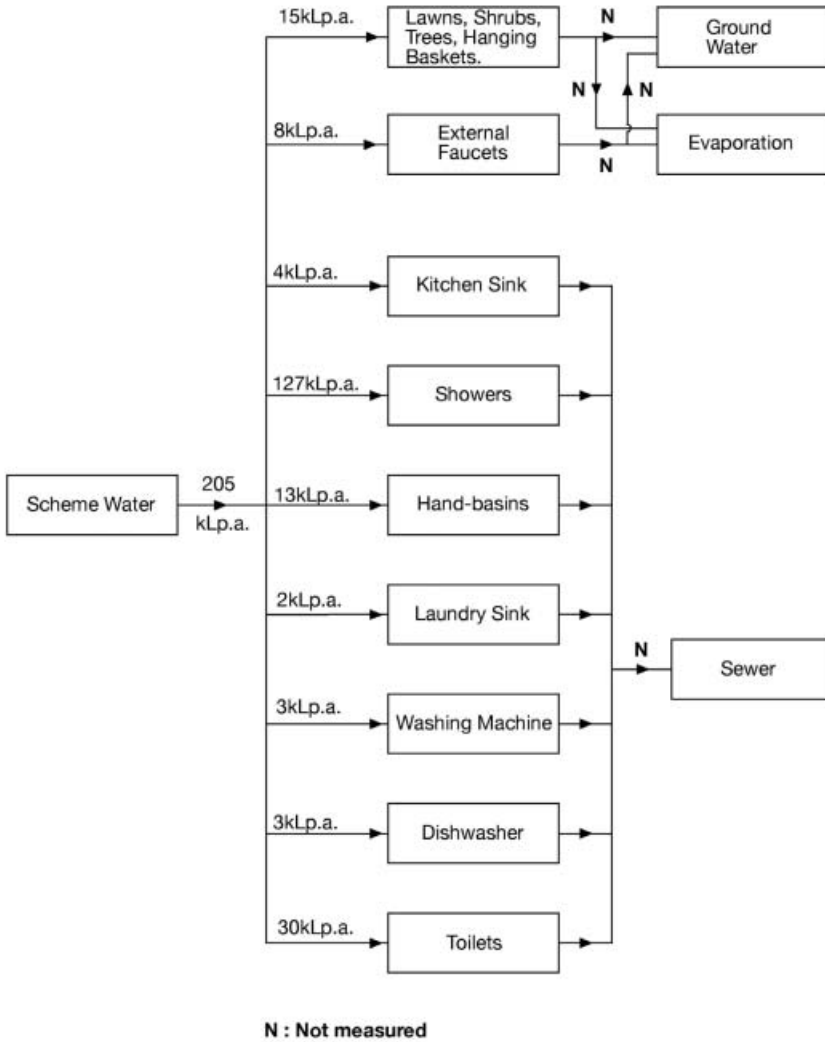 15kLp.a.
Lawns, Shrubs,
Trees, Hanging
Baskets.
N
Ground
Water
N
N
8kLp.a.
External
Faucets
N
Evaporation
4kLp.a.
Kitchen Sink
127kLp.a.
Showers
Scheme Water
205
kLp.a.
13kLp.a.
Hand-basins
2kLp.a.
Laundry Sink
N
Sewer
3kLp.a.
Washing Machine
3kLp.a.
Dishwasher
30kLp.a.
Toilets
N : Not measured